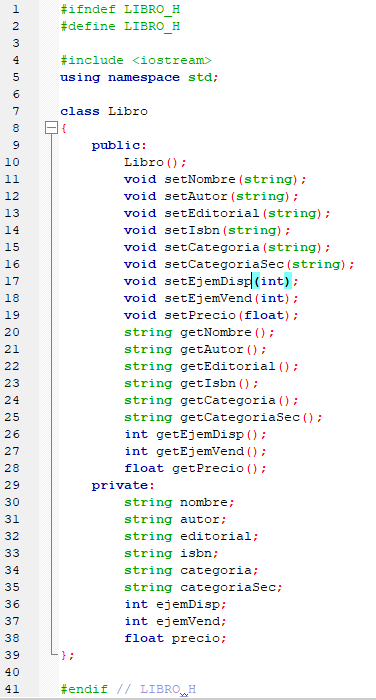 1 #ifndef LIBRO_H
2 #define LIBRO_H
3
4 #include <iostream>
5 using namespace std;
6
7 class Libro
8 {
9 public:
10 Libro();
11 void setNombre(string);
12 void setAutor(string);
13 void setEditorial(string);
14 void setIsbn(string);
15 void setCategoria(string);
16 void setCategoriaSec(string);
17 void setEjemDisp(int);
18 void setEjemVend(int);
19 void setPrecio(float);
20 string getNombre();
21 string getAutor();
22 string getEditorial();
23 string getIsbn();
24 string getCategoria();
25 string getCategoriaSec();
26 int getEjemDisp();
27 int getEjemVend();
28 float getPrecio();
29 private:
30 string nombre;
31 string autor;
32 string editorial;
33 string isbn;
34 string categoria;
35 string categoriaSec;
36 int ejemDisp;
37 int ejemVend;
38 float precio;
39 };
40
41 #endif // LIBRO_H